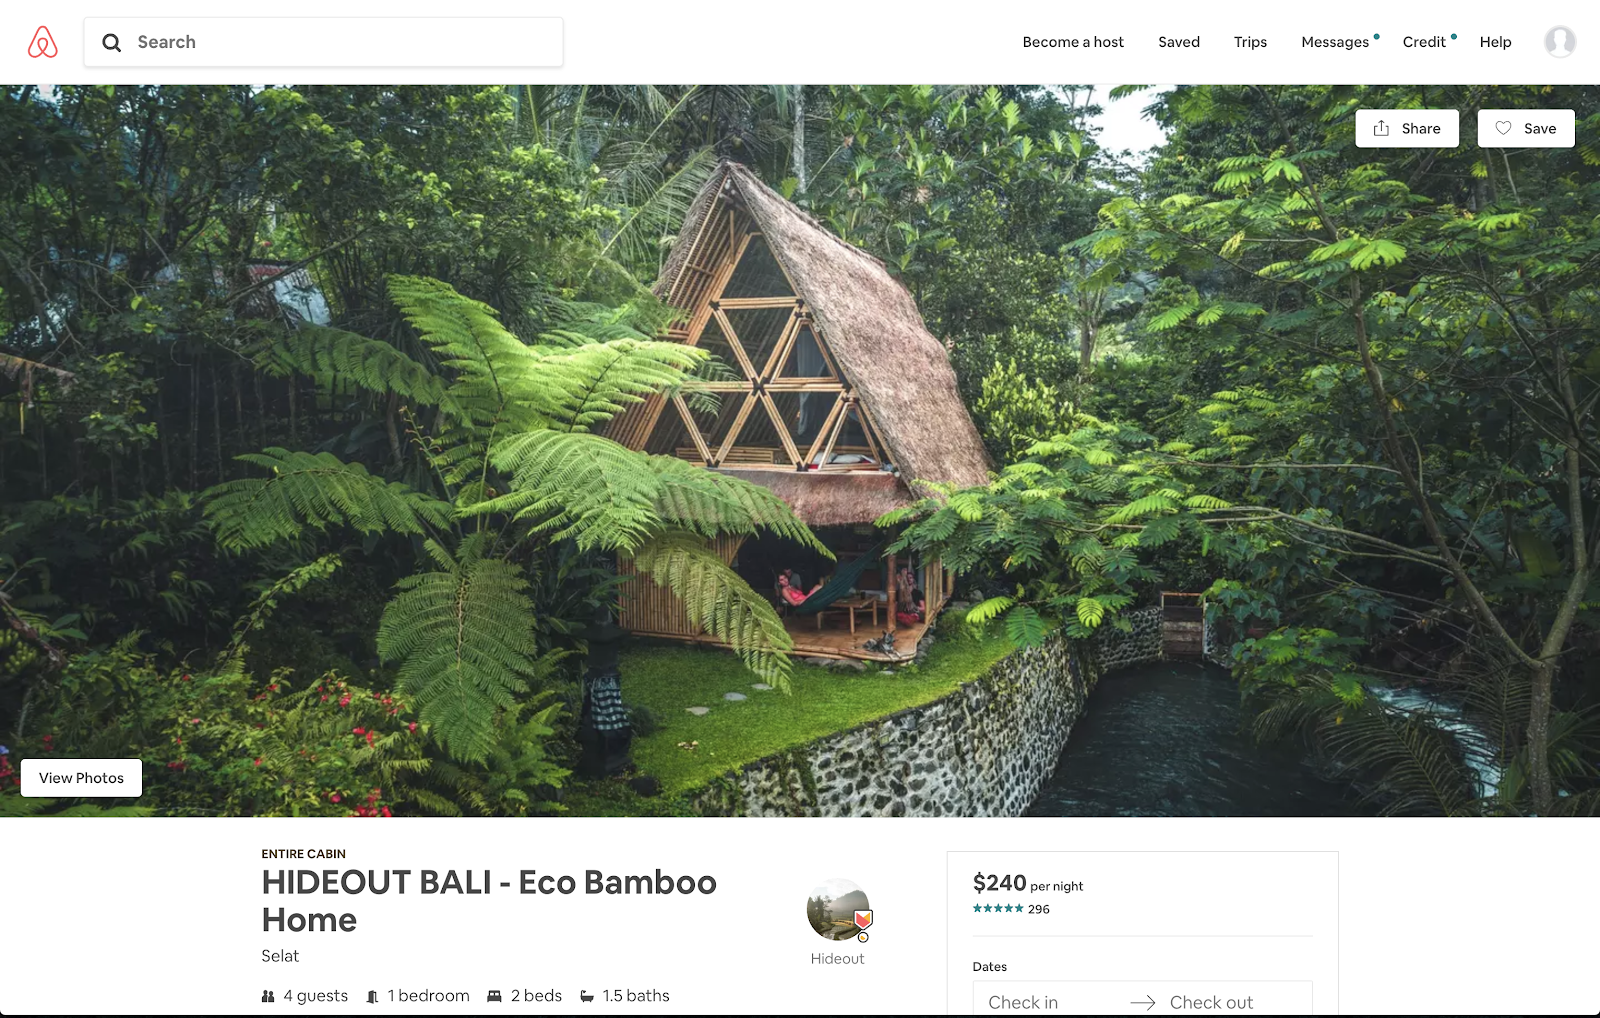 Search
Become a host
Saved
Trips
Messages
Credit
Help
Share
Save
View Photos
ENTIRE CABIN
HIDEOUT BALI - Eco Bamboo
Home
Selat
4 guests
1 bedroom
2 beds
1.5 baths
Hideout
$240 per night
296
Dates
Check in
Check out